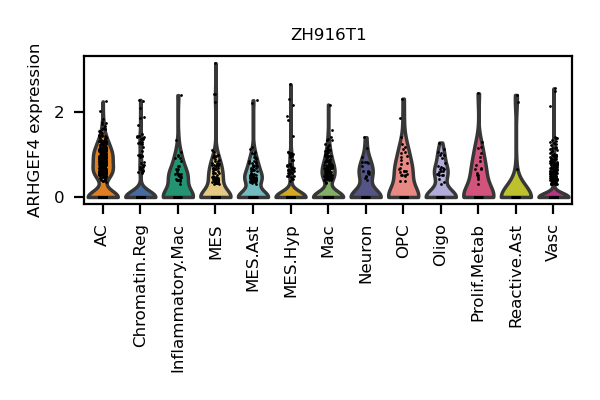 ZH916T1
ARHGEF4 expression
2
0
AC
Chromatin.Reg
Inflammatory.Mac
MES
MES.Ast
MES.Hyp
Mac
Neuron
OPC
Oligo
Prolif.Metab
Reactive.Ast
Vasc